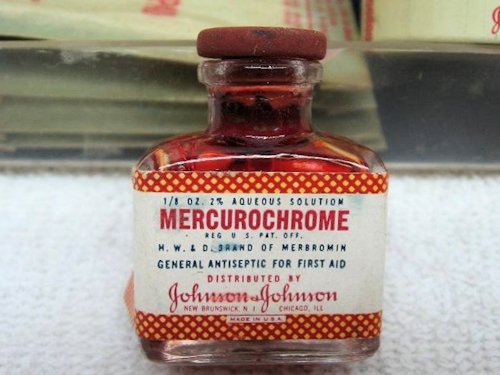 1/8 OZ. 2% AQUEOUS SOLUTION
MERCUROCHROME
REG. U. S. PAT. OFF.
H. W. & D. BRAND OF MERBROMIN
GENERAL ANTISEPTIC FOR FIRST AID
DISTRIBUTED BY
Johnson & Johnson
NEW BRUNSWICK, N. J. CHICAGO, ILL.
MADE IN U.S.A.